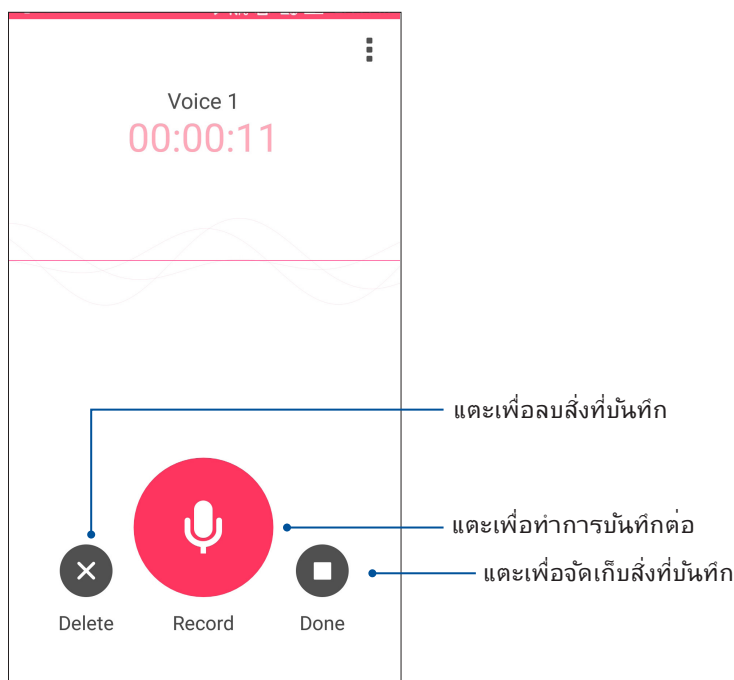 Voice 1
00:00:11
แตะเพื่อลบสิ่งที่บันทึก
แตะเพื่อทำการบันทึกต่อ
แตะเพื่อจัดเก็บสิ่งที่บันทึก
Delete
Record
Done